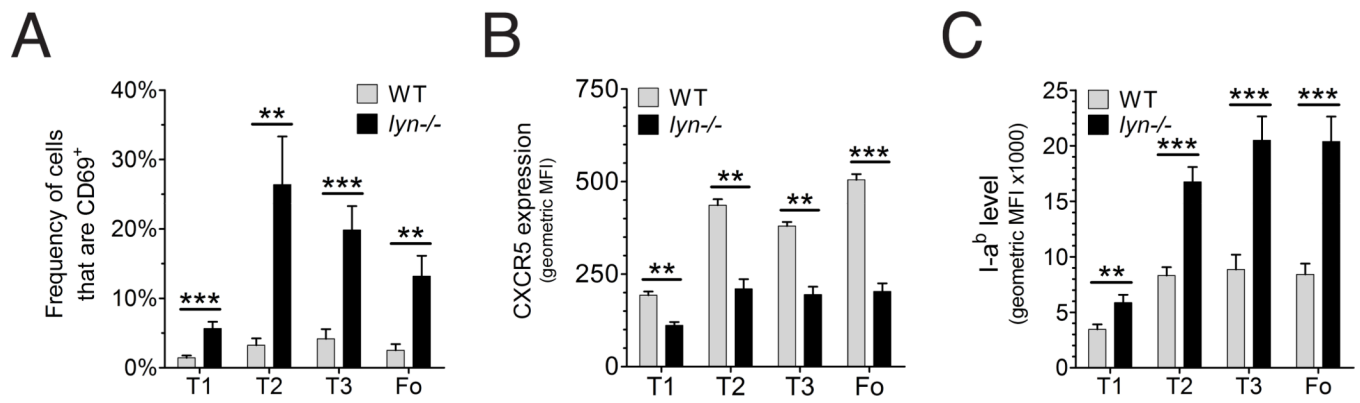 A
Frequency of cells
that are CD69+
40%
30%
20%
10%
0%
WT
lyn-/-
***
**
***
**
T1
T2
T3
Fo
B
CXCR5 expression
(geometric MFI)
750
500
250
0
WT
lyn-/-
**
**
**
***
T1
T2
T3
Fo
C
I-ab level
(geometric MFI x1000)
25
20
15
10
5
0
WT
lyn-/-
**
***
***
***
T1
T2
T3
Fo